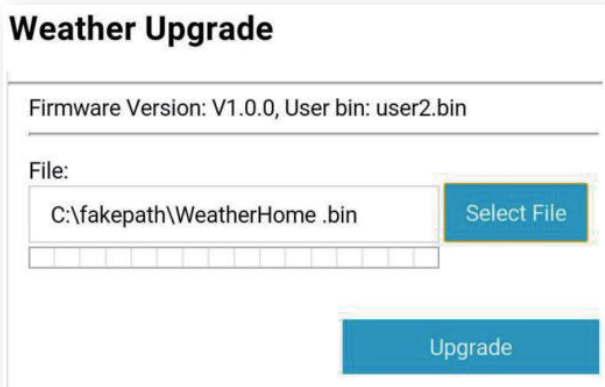 Weather Upgrade
Firmware Version: V1.0.0, User bin: user2.bin
File:
C:\fakepath\WeatherHome .bin
Select File
Upgrade